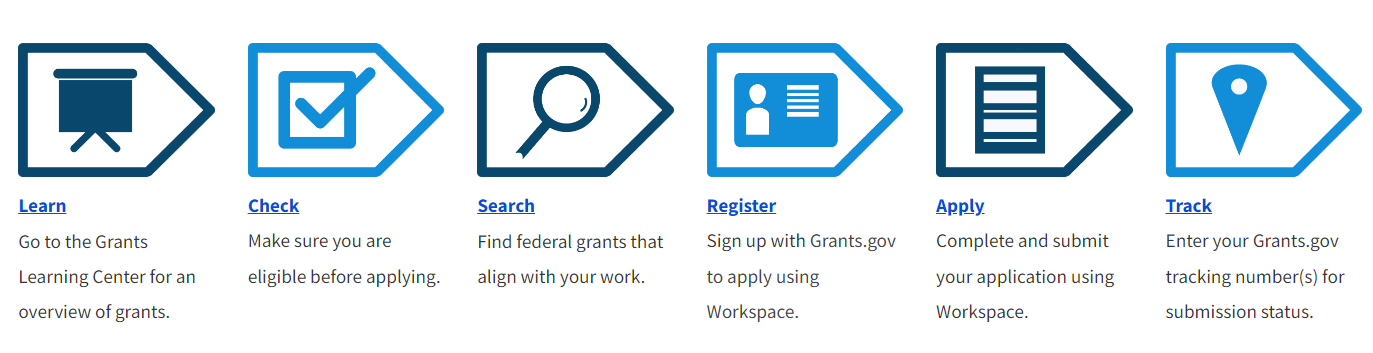 Learn
Go to the Grants
Learning Center for an
overview of grants.
Check
Make sure you are
eligible before applying.
Search
Find federal grants that
align with your work.
Register
Sign up with Grants.gov
to apply using
Workspace.
Apply
Complete and submit
your application using
Workspace.
Track
Enter your Grants.gov
tracking number(s) for
submission status.